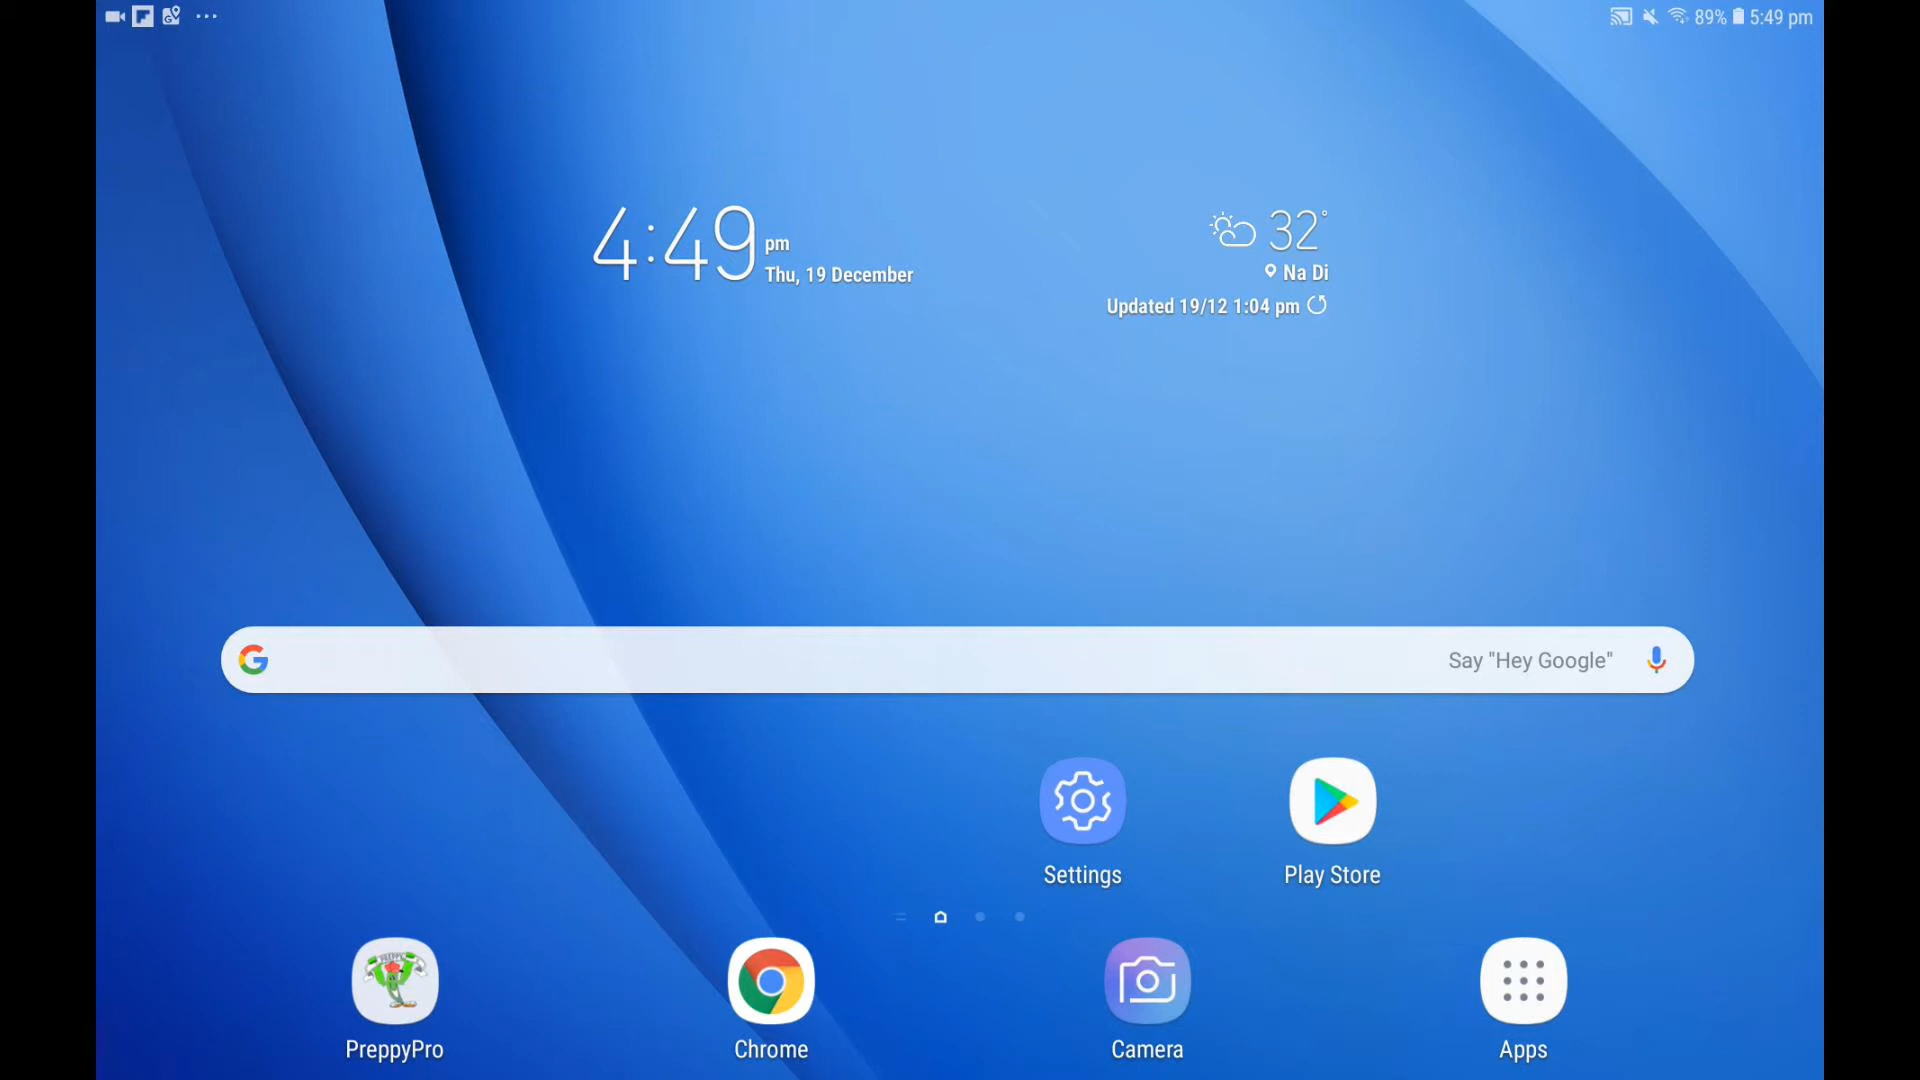 89% 5:49 pm
4:49 pm
Thu, 19 December
32°
Na Di
Updated 19/12 1:04 pm
Say "Hey Google"
Settings
Play Store
PreppyPro
Chrome
Camera
Apps